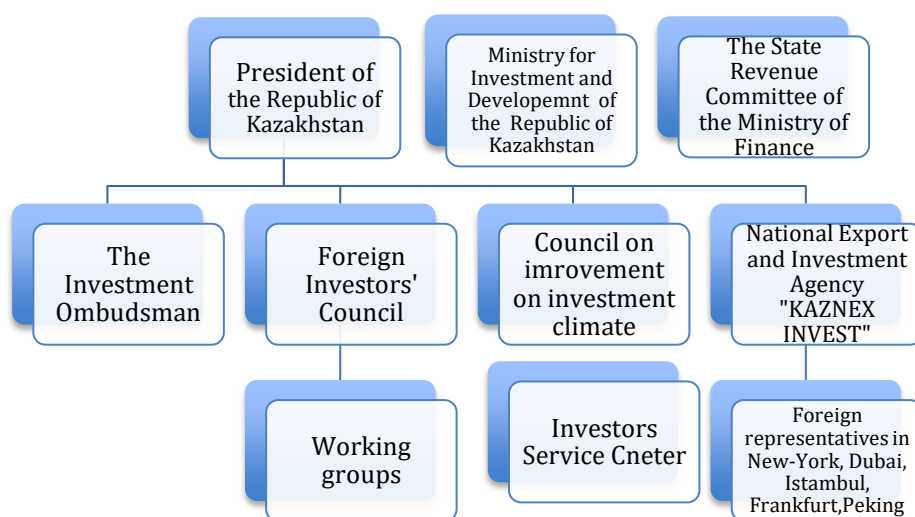 President of
the Republic of
Kazakhstan
Ministry for
Investment and
Developemnt of
the Republic of
Kazakhstan
The State
Revenue
Committee of
the Ministry of
Finance
The
Investment
Ombudsman
Foreign
Investors'
Council
Council on
imrovement
on investment
climate
National Export
and Investment
Agency
"KAZNEX
INVEST"
Working
groups
Investors
Service Cneter
Foreign
representatives in
New-York, Dubai,
Istambul,
Frankfurt,Peking